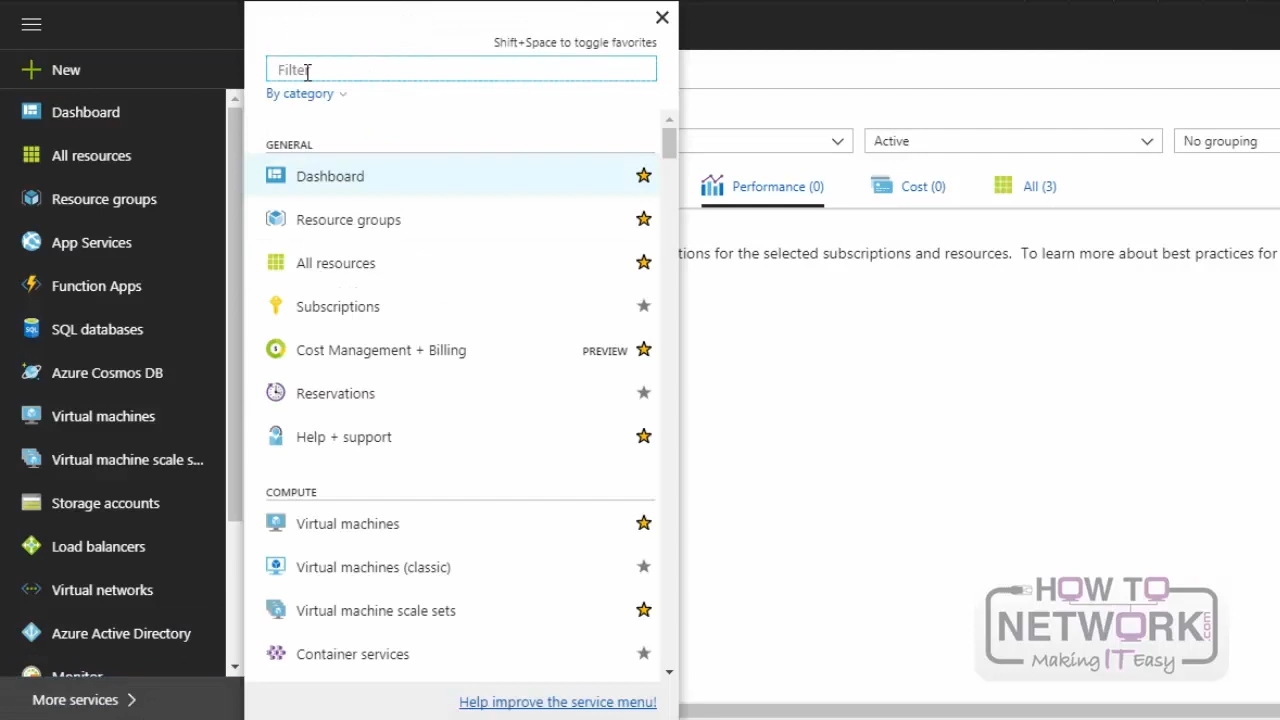 New
Dashboard
All resources
Resource groups
App Services
Function Apps
SQL databases
Azure Cosmos DB
Virtual machines
Virtual machine scale s...
Storage accounts
Load balancers
Virtual networks
Azure Active Directory
Monitor
More services
Shift+Space to toggle favorites
Filter
By category
GENERAL
Dashboard
Resource groups
All resources
Subscriptions
Cost Management + Billing PREVIEW
Reservations
Help + support
COMPUTE
Virtual machines
Virtual machines (classic)
Virtual machine scale sets
Container services
Help improve the service menu!
Active
No grouping
Performance (0)
Cost (0)
All (3)
tions for the selected subscriptions and resources. To learn more about best practices for
HOW TO
NETWORK.com
Making IT Easy